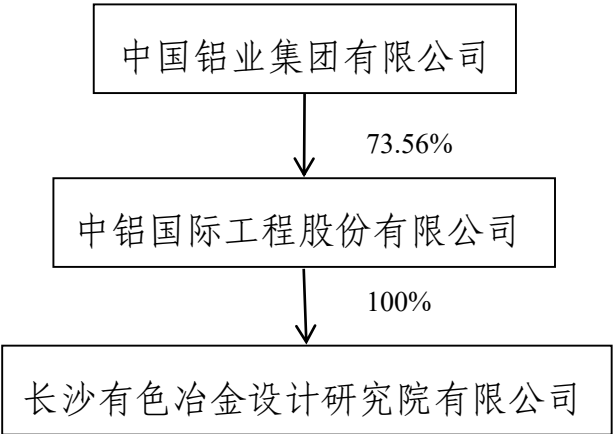 中国铝业集团有限公司
73.56%
中铝国际工程股份有限公司
100%
长沙有色冶金设计研究院有限公司